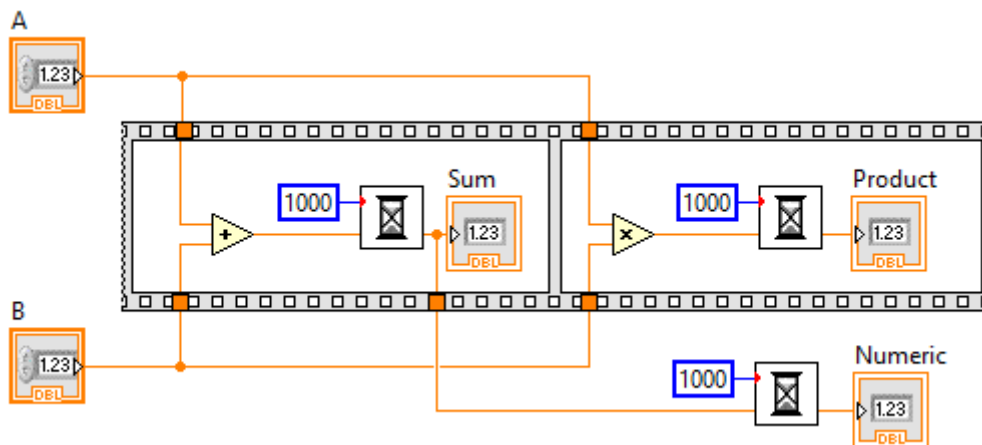 A
1.23
DBL
1000
Sum
1.23
DBL
+
1000
Product
1.23
DBL
x
B
1.23
DBL
1000
Numeric
1.23
DBL